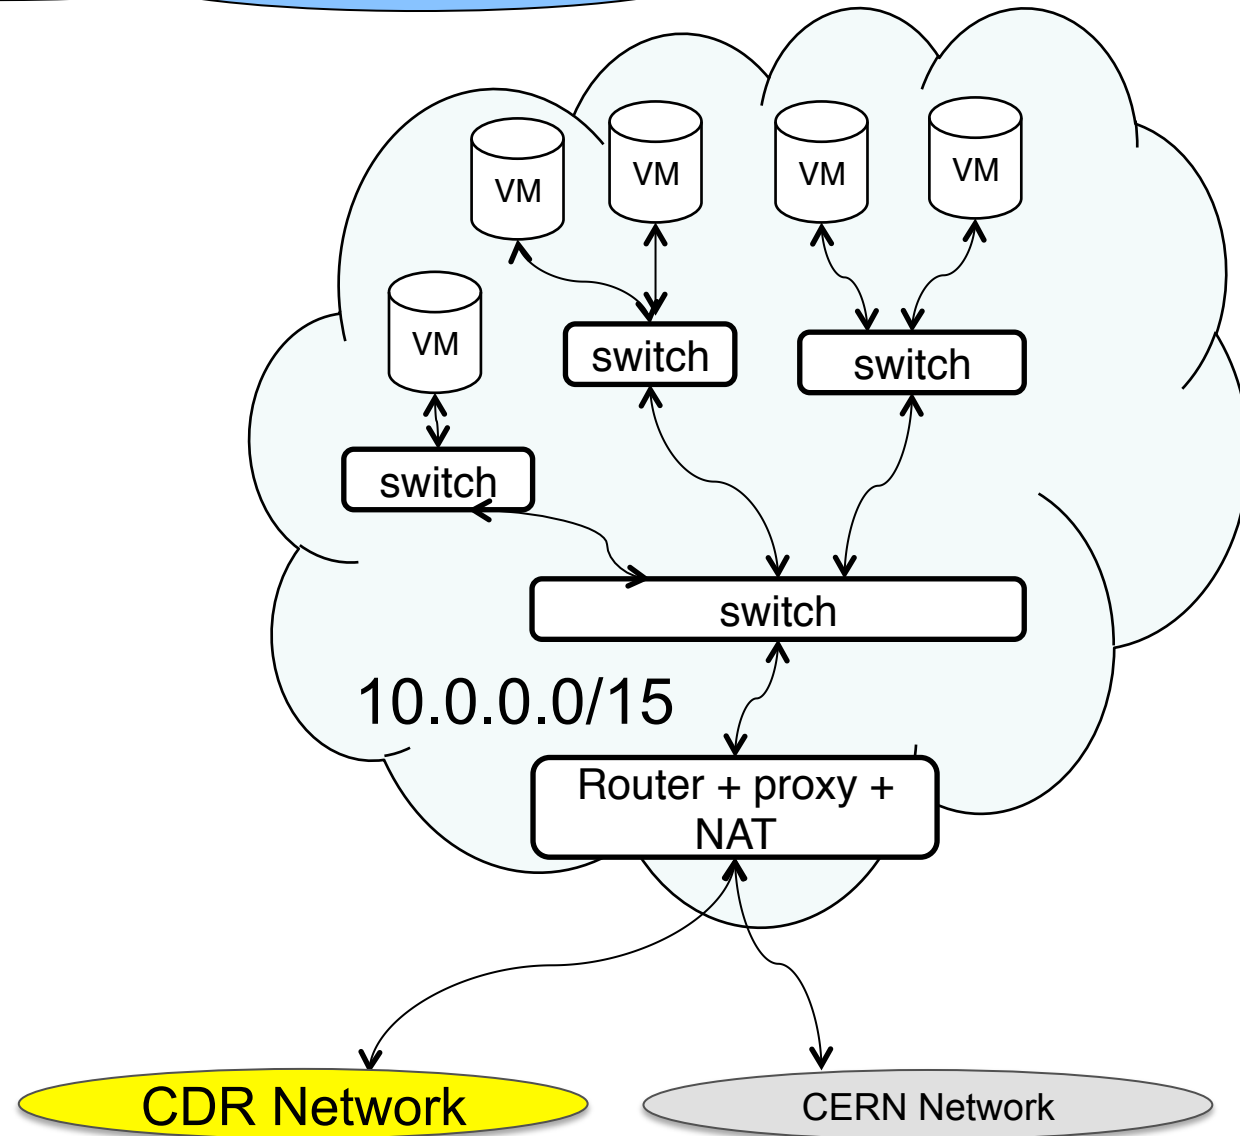 VM
VM
VM
VM
VM
switch
switch
switch
switch
10.0.0.0/15
Router + proxy +
NAT
CDR Network
CERN Network